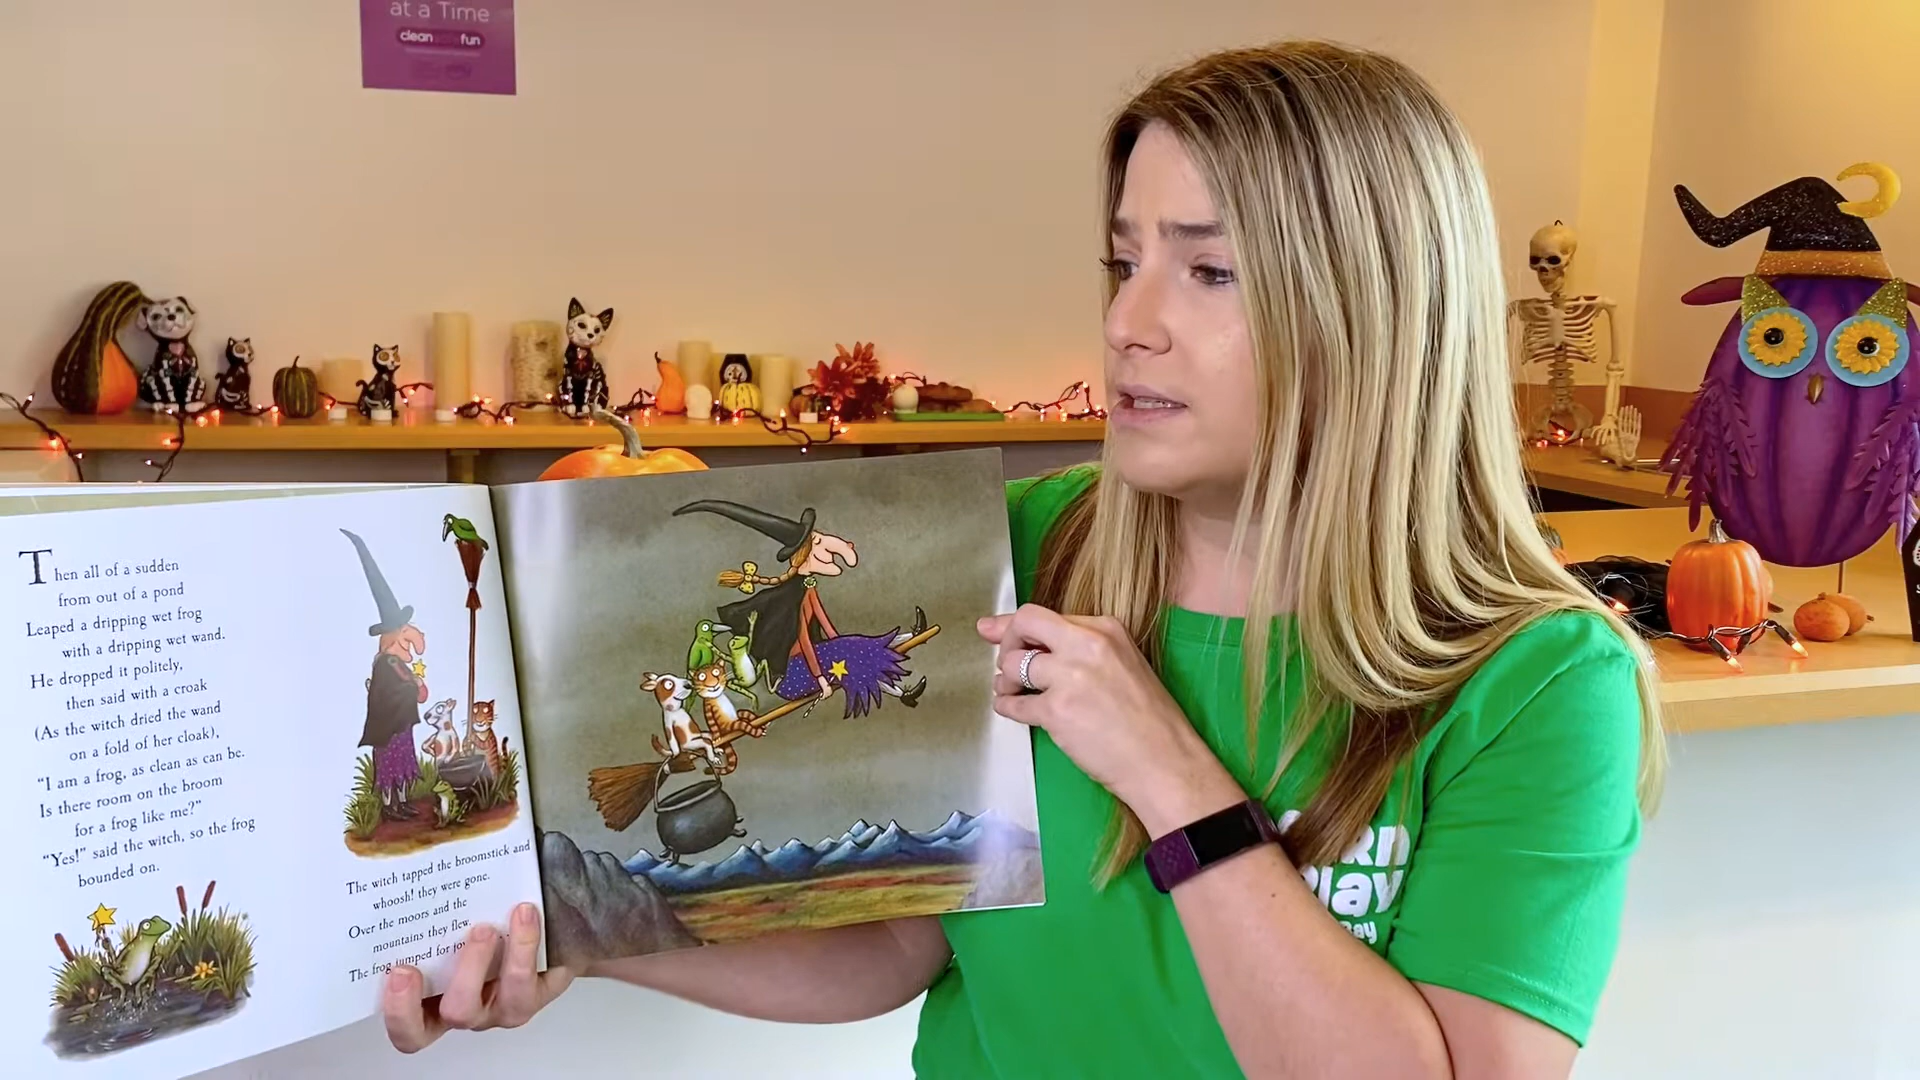 at a Time
clean fun
Then all of a sudden
from out of a pond
Leaped a dripping wet frog
with a dripping wet wand.
He dropped it politely,
then said with a croak
(As the witch dried the wand
on a fold of her cloak),
"I am a frog, as clean as can be.
Is there room on the broom
for a frog like me?"
"Yes!" said the witch, so the frog
bounded on.
The witch tapped the broomstick and
whoosh! they were gone.
Over the moors and the
mountains they flew.
The frog jumped for
Play